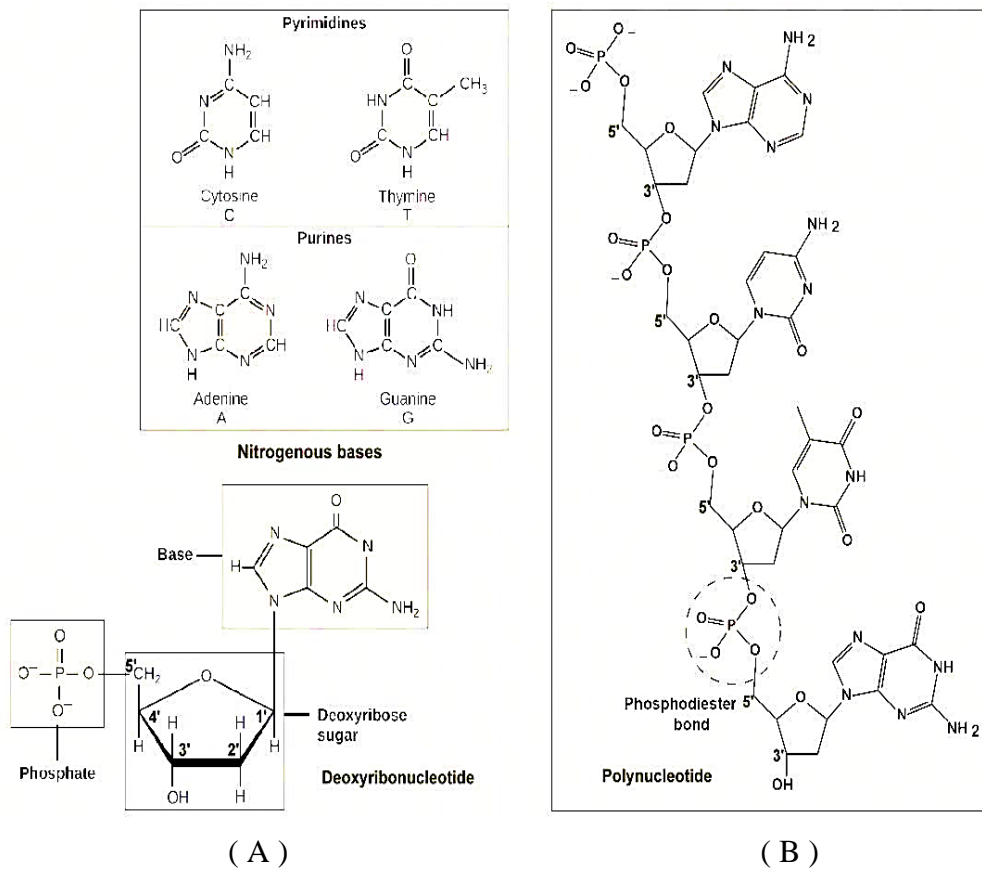 Pyrimidines
NH2
C
N
CH
C
CH
O
N
H
Cytosine
C
O
C
HN
C
CH3
C
CH
O
N
H
Thymine
T
Purines
NH2
N
C
C
N
HC
C
CH
N
N
H
Adenine
A
O
N
C
C
NH
HC
C
C
N
N
NH2
H
Guanine
G
Nitrogenous bases
Base
O
N
N
H
N
N
NH2
O
O–
P
O
O–
5'
CH2
O
4'
H
H
3'
H
2'
1'
H
OH
H
Phosphate
Deoxyribose
sugar
Deoxyribonucleotide
( A )
O
O–
P
–O
O
NH2
N
N
N
N
5'
O
3'
O
O
P
–O
O
NH2
N
N
O
5'
O
3'
O
O
P
–O
O
O
NH
N
O
5'
O
3'
O
O
P
–O
O
O
N
NH
N
N
NH2
5'
O
3'
OH
Phosphodiester
bond
Polynucleotide
( B )